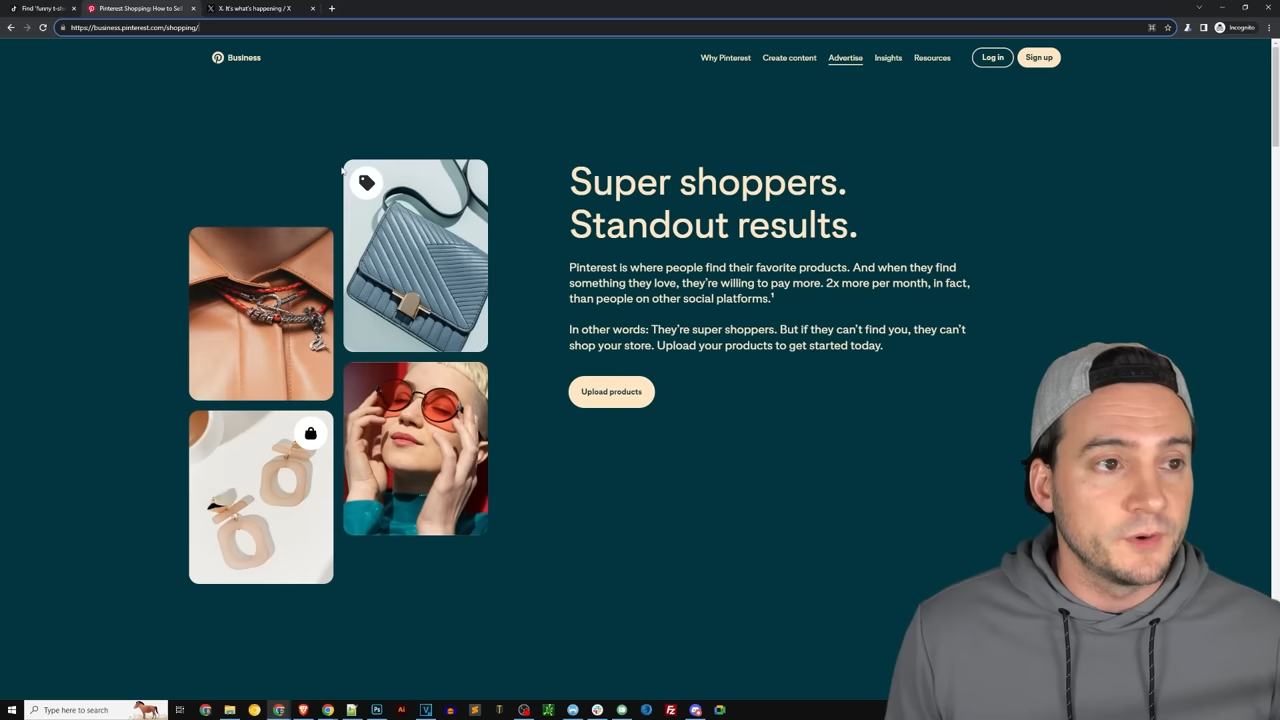 Find 'funny t-sh
Pinterest Shopping: How to Sel
X. It's what's happening / X
https://business.pinterest.com/shopping/
Incognito
Business
Why Pinterest
Create content
Advertise
Insights
Resources
Log in
Sign up
Super shoppers.
Standout results.
Pinterest is where people find their favorite products. And when they find
something they love, they're willing to pay more. 2x more per month, in fact,
than people on other social platforms.¹
In other words: They're super shoppers. But if they can't find you, they can't
shop your store. Upload your products to get started today.
Upload products
Type here to search